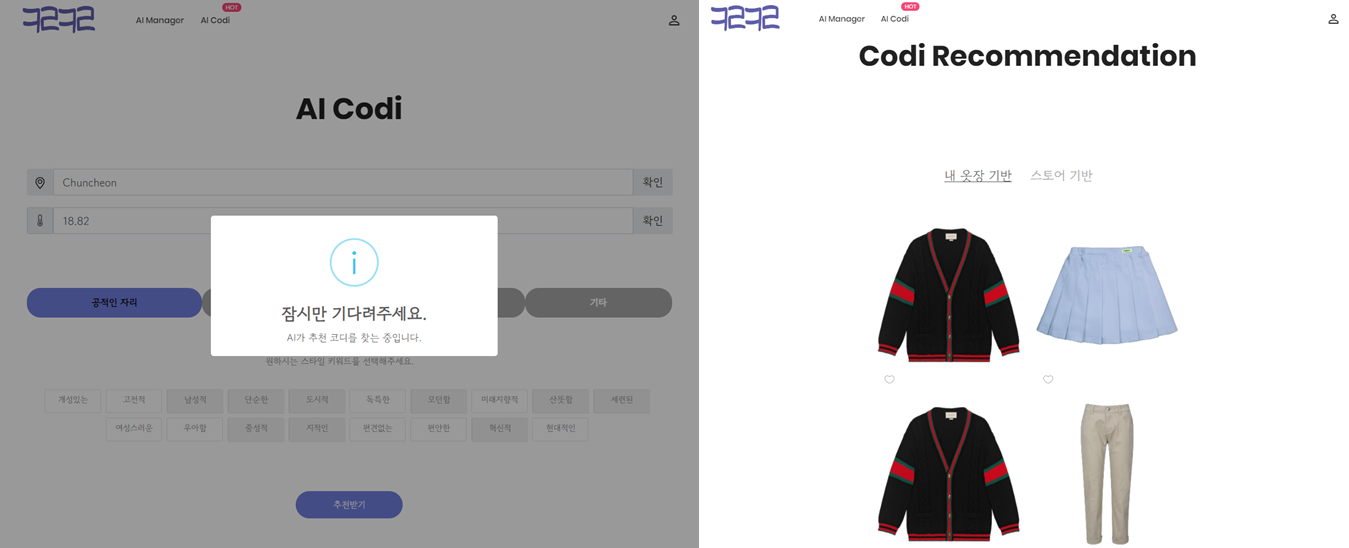 AI Manager
AI Codi
HOT
AI Codi
Chuncheon
확인
18.82
확인
공적인 자리
기타
잠시만 기다려주세요.
AI가 추천 코디를 찾는 중입니다.
원하시는 스타일 키워드를 선택해주세요.
개성있는 고전적 남성적 단순한 도시적 독특한 모던함 미래지향적 산뜻함 세련된
여성스러운 우아함 중성적 지적인 편견없는 편안한 혁신적 현대적인
추천받기
AI Manager
AI Codi
HOT
Codi Recommendation
내 옷장 기반
스토어 기반